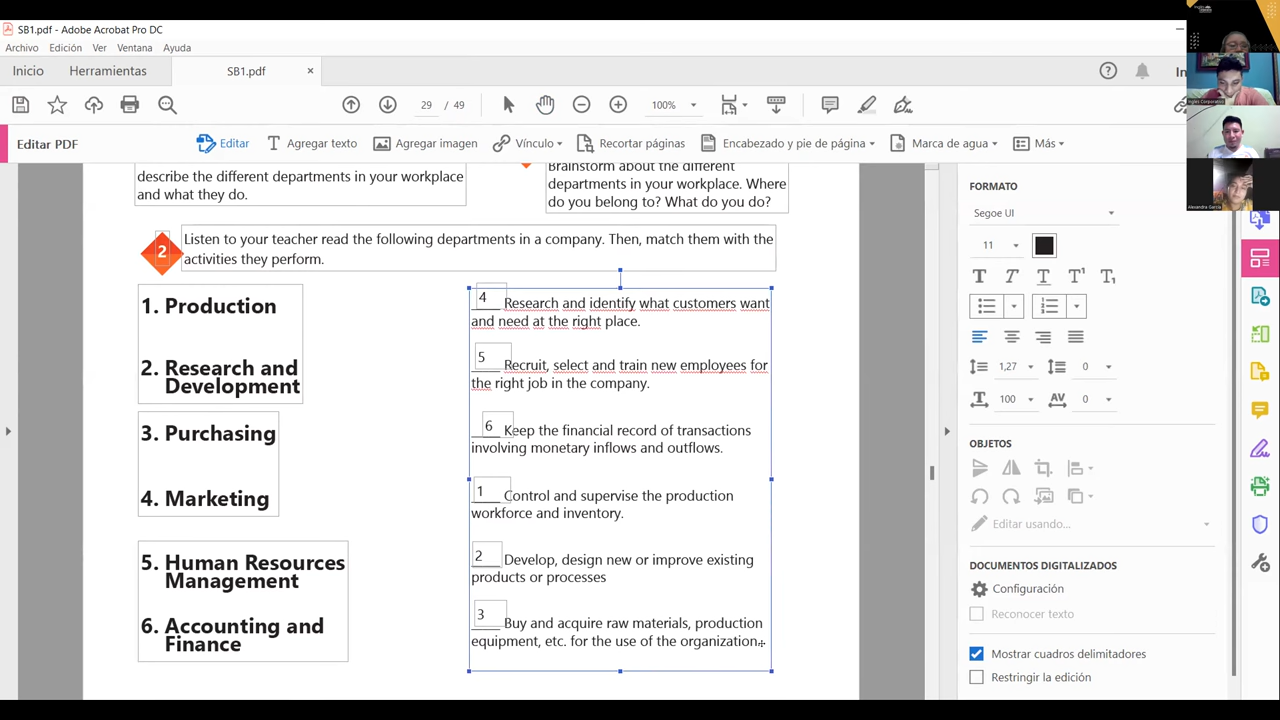 SB1.pdf - Adobe Acrobat Pro DC
Archivo Edición Ver Ventana Ayuda
Inicio Herramientas SB1.pdf ×
29 / 49 100%
Editar PDF Editar Agregar texto Agregar imagen Vínculo Recortar páginas Encabezado y pie de página Marca de agua Más
describe the different departments in your workplace
and what they do.
Brainstorm about the different
departments in your workplace. Where
do you belong to? What do you do?
2 Listen to your teacher read the following departments in a company. Then, match them with the
activities they perform.
1. Production
2. Research and
Development
3. Purchasing
4. Marketing
5. Human Resources
Management
6. Accounting and
Finance
4 Research and identify what customers want
and need at the right place.
5 Recruit, select and train new employees for
the right job in the company.
6 Keep the financial record of transactions
involving monetary inflows and outflows.
1 Control and supervise the production
workforce and inventory.
2 Develop, design new or improve existing
products or processes
3 Buy and acquire raw materials, production
equipment, etc. for the use of the organization.
FORMATO
Segoe UI
11
T T T T¹ T₁
1,27 0
100 AV 0
OBJETOS
Editar usando...
DOCUMENTOS DIGITALIZADOS
Configuración
Reconocer texto
Mostrar cuadros delimitadores
Restringir la edición
Inglés Corporativo
Alexandra García